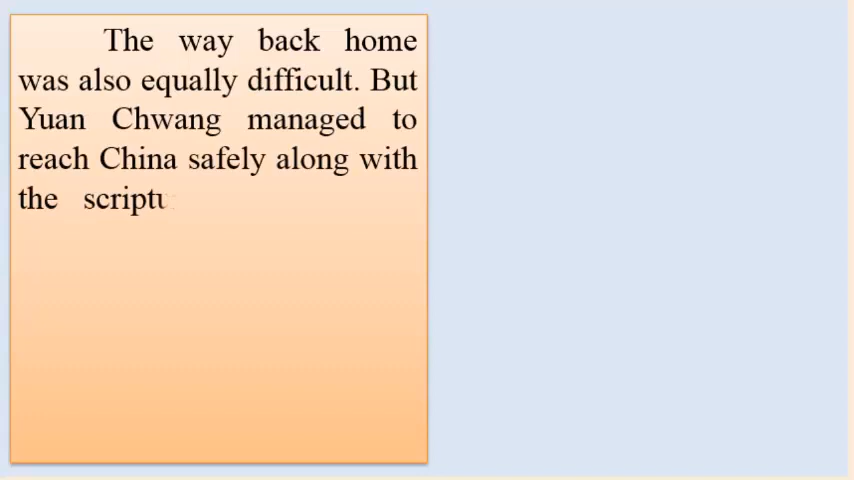 The way back home
was also equally difficult. But
Yuan Chwang managed to
reach China safely along with
the